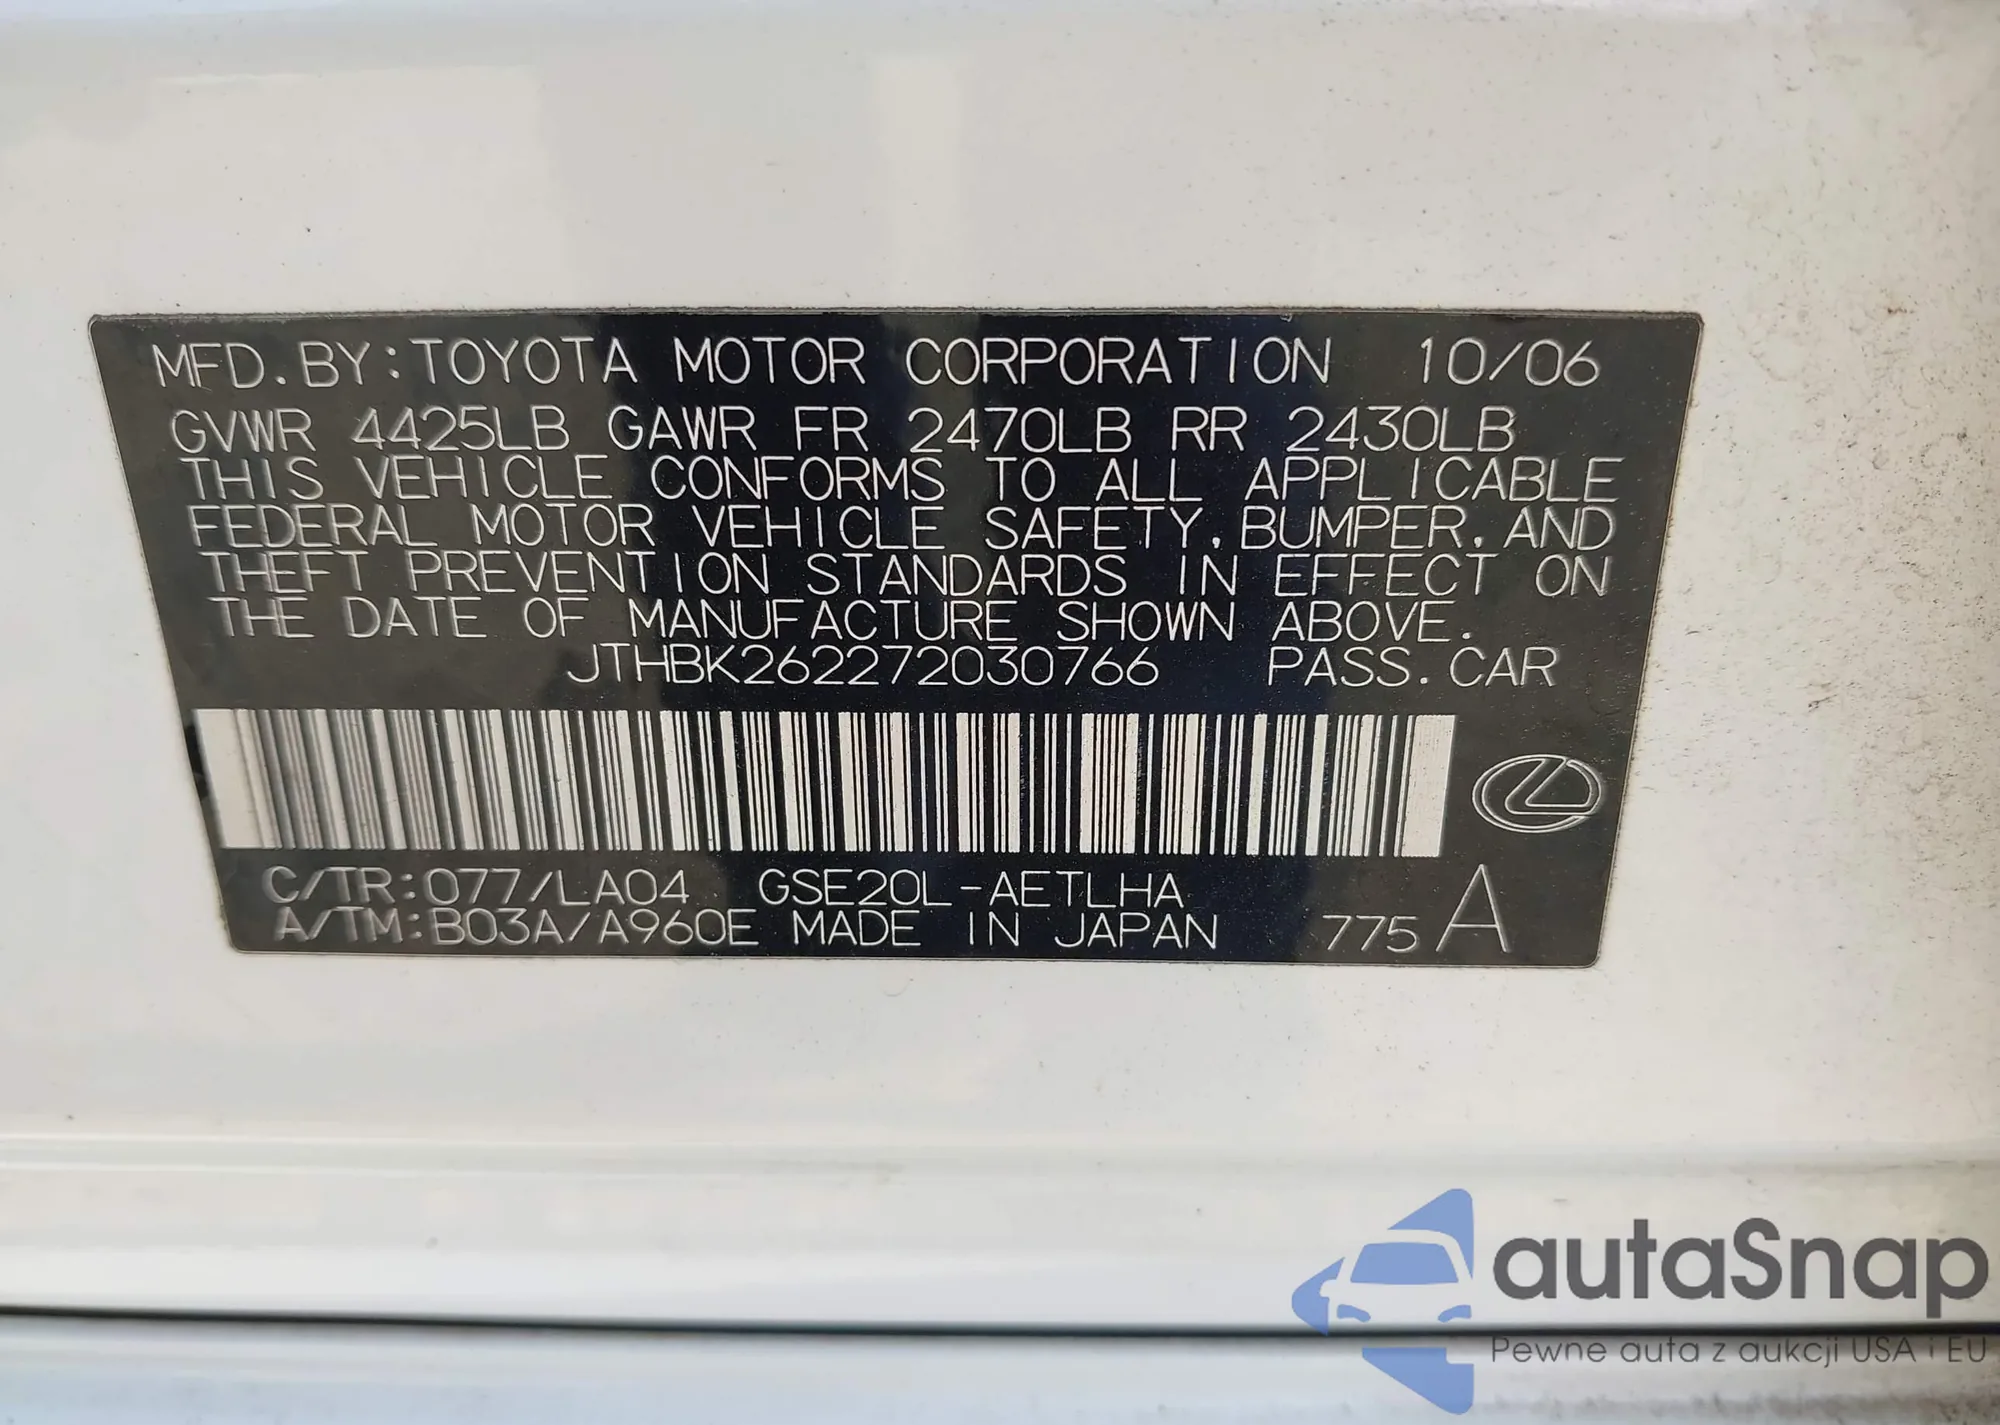 MFD. BY: TOYOTA MOTOR CORPORATION 10/06
GVWR 4425LB GAWR FR 2470LB RR 2430LB
THIS VEHICLE CONFORMS TO ALL APPLICABLE
FEDERAL MOTOR VEHICLE SAFETY, BUMPER, AND
THEFT PREVENTION STANDARDS IN EFFECT ON
THE DATE OF MANUFACTURE SHOWN ABOVE.
JTHBK262272030766 PASS. CAR
C/TR: 077/LA04 GSE20L-AETLHA
A/TM: B03A/A960E MADE IN JAPAN 775 A
autaSnap
Pewne auta z aukcji USA i EU